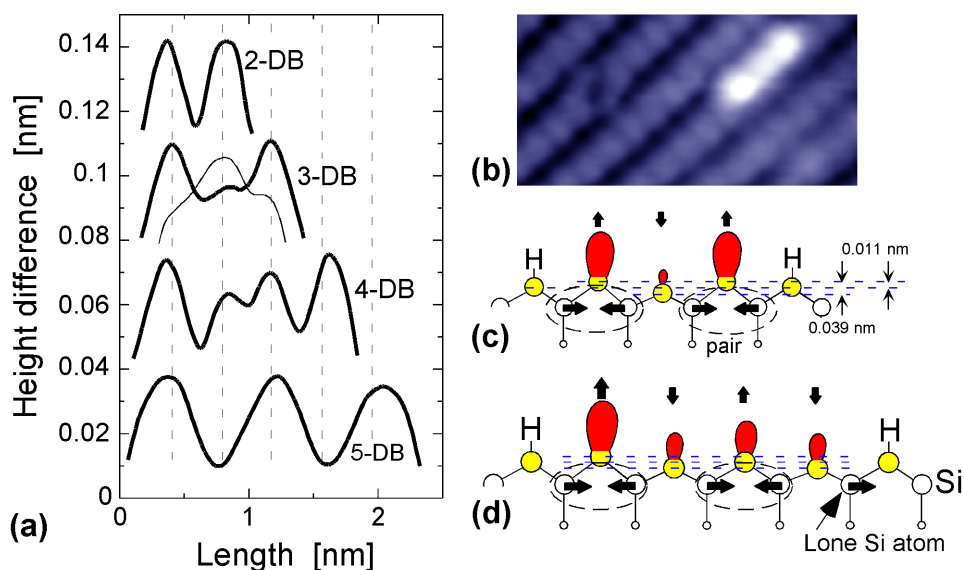 0.14
0.12
0.1
0.08
0.06
0.04
0.02
0
Height difference [nm]
2-DB
3-DB
4-DB
5-DB
0
1
2
Length [nm]
(a)
(b)
H
H
0.011 nm
0.039 nm
pair
(c)
H
H
Si
Lone Si atom
(d)